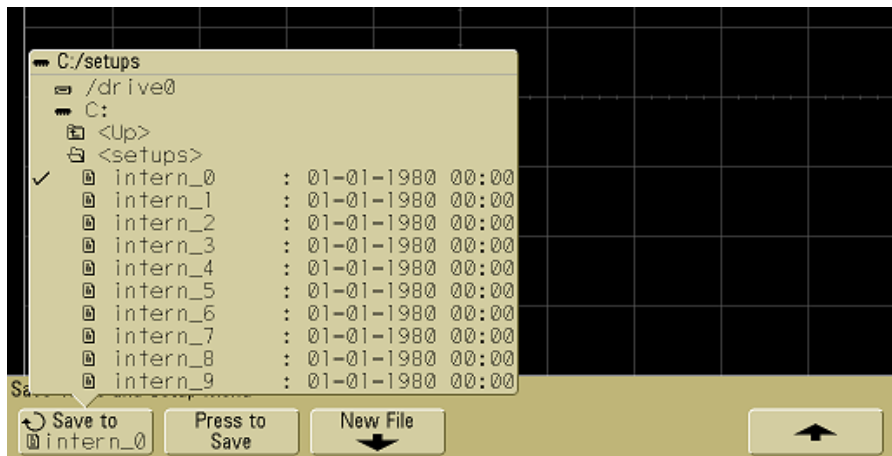 C:/setups
/drive0
C:
<Up>
<setups>
intern_0 : 01-01-1980 00:00
intern_1 : 01-01-1980 00:00
intern_2 : 01-01-1980 00:00
intern_3 : 01-01-1980 00:00
intern_4 : 01-01-1980 00:00
intern_5 : 01-01-1980 00:00
intern_6 : 01-01-1980 00:00
intern_7 : 01-01-1980 00:00
intern_8 : 01-01-1980 00:00
intern_9 : 01-01-1980 00:00
Save to
intern_0
Press to
Save
New File